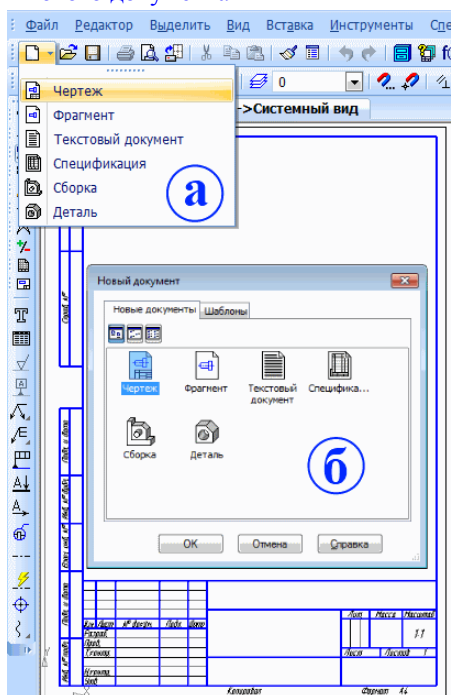 Файл Редактор Выделить Вид Вставка Инструменты Спе
0
Чертеж
->Системный вид
Фрагмент
Текстовый документ
Спецификация
Сборка
Деталь
а
Новый документ
Новые документы Шаблоны
Чертеж Фрагмент Текстовый документ Специфика...
Сборка Деталь
б
ОК Отмена Справка
Лит Масса Масштаб
1:1
Лист Листов 1
Копировал Формат А4